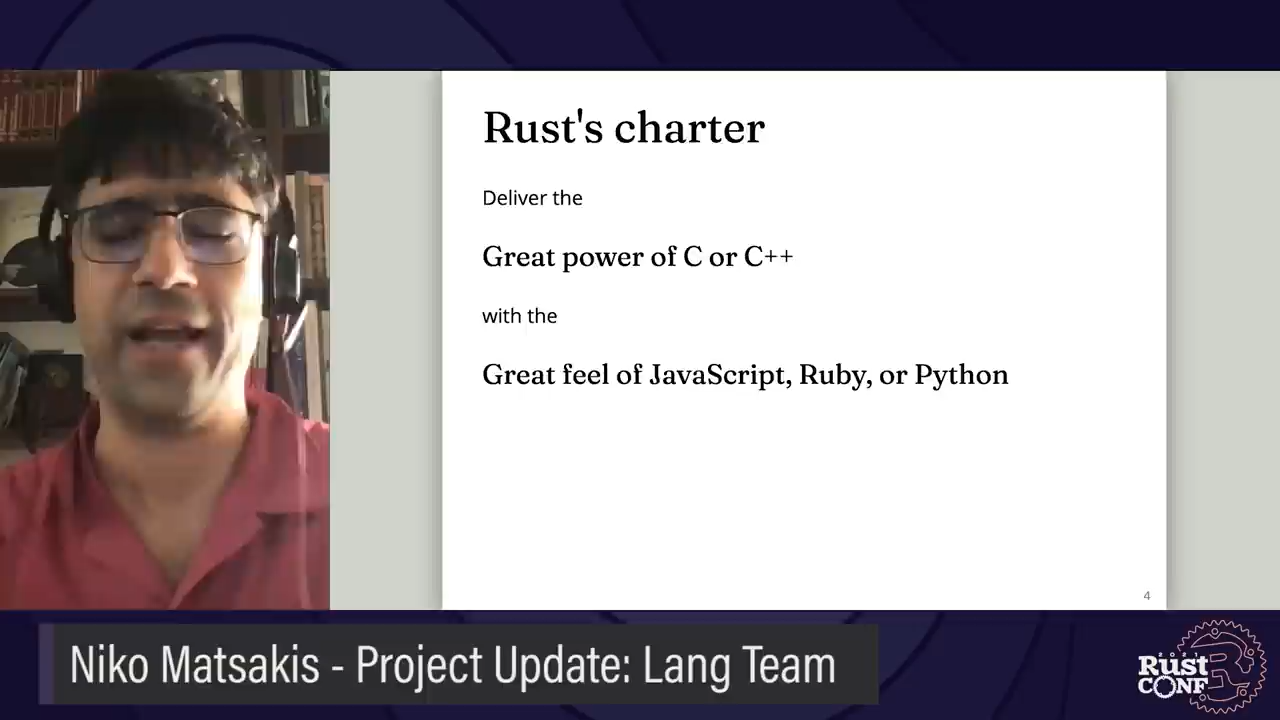 Rust's charter
Deliver the
Great power of C or C++
with the
Great feel of JavaScript, Ruby, or Python
4
Niko Matsakis - Project Update: Lang Team
Rust
CONF